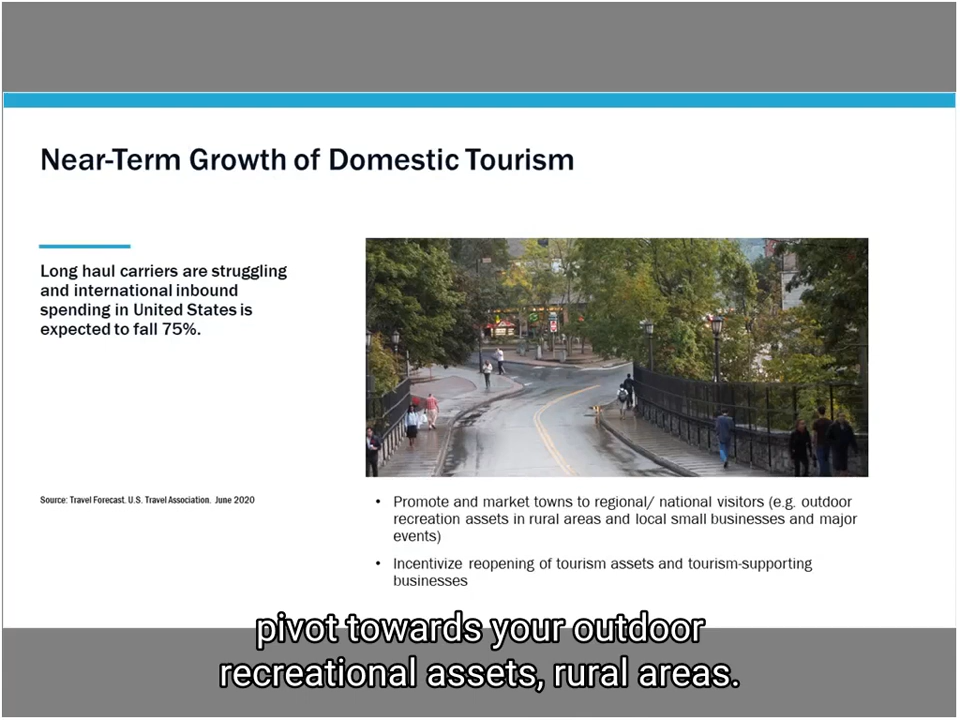 Near-Term Growth of Domestic Tourism
Long haul carriers are struggling
and international inbound
spending in United States is
expected to fall 75%.
Source: Travel Forecast. U.S. Travel Association. June 2020
• Promote and market towns to regional/ national visitors (e.g. outdoor
recreation assets in rural areas and local small businesses and major
events)
• Incentivize reopening of tourism assets and tourism-supporting
businesses
pivot towards your outdoor
recreational assets, rural areas.